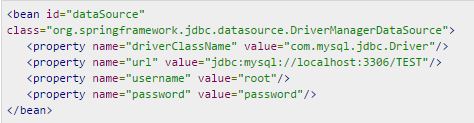 <bean id="dataSource"
class="org.springframework.jdbc.datasource.DriverManagerDataSource">
<property name="driverClassName" value="com.mysql.jdbc.Driver"/>
<property name="url" value="jdbc:mysql://localhost:3306/TEST"/>
<property name="username" value="root"/>
<property name="password" value="password"/>
</bean>